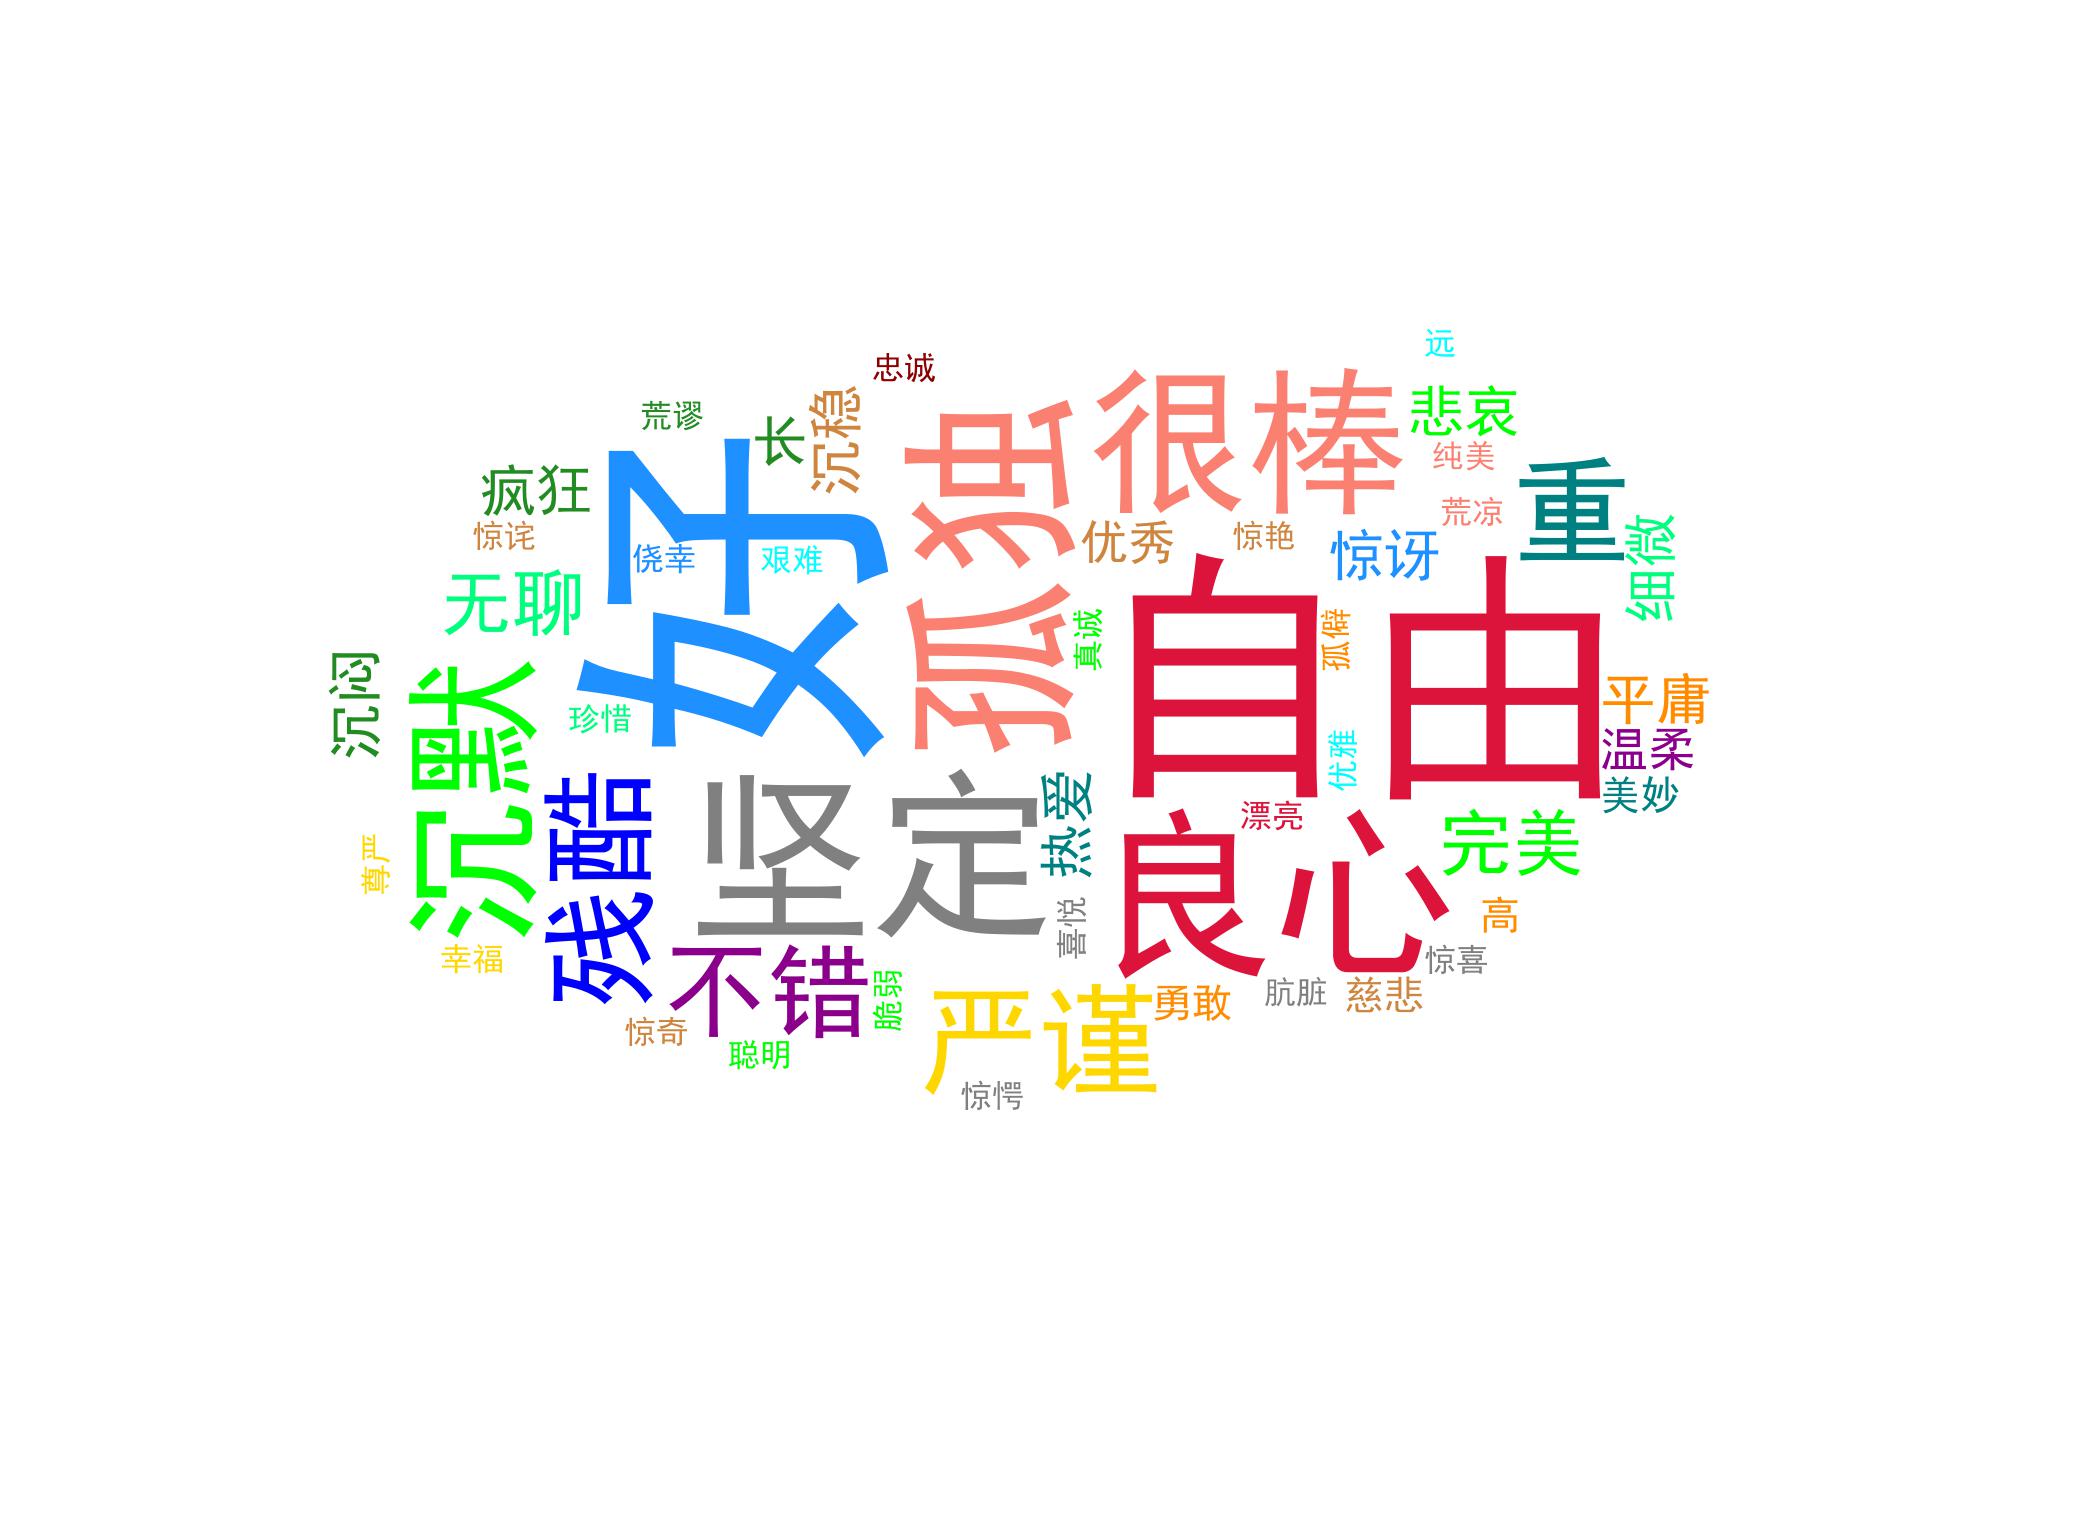 远
忠诚
很棒
悲哀
荒谬
长
沉稳
纯美
疯狂
好
孤独
重
荒凉
惊诧
侥幸
艰难
优秀
惊艳
惊讶
细微
无聊
自由
真诚
孤僻
沉闷
沉默
珍惜
平庸
温柔
优雅
美妙
残酷
坚定
热爱
漂亮
良心
完美
尊严
幸福
喜悦
高
惊喜
不错
脆弱
严谨
勇敢
肮脏
慈悲
惊奇
聪明
惊愕